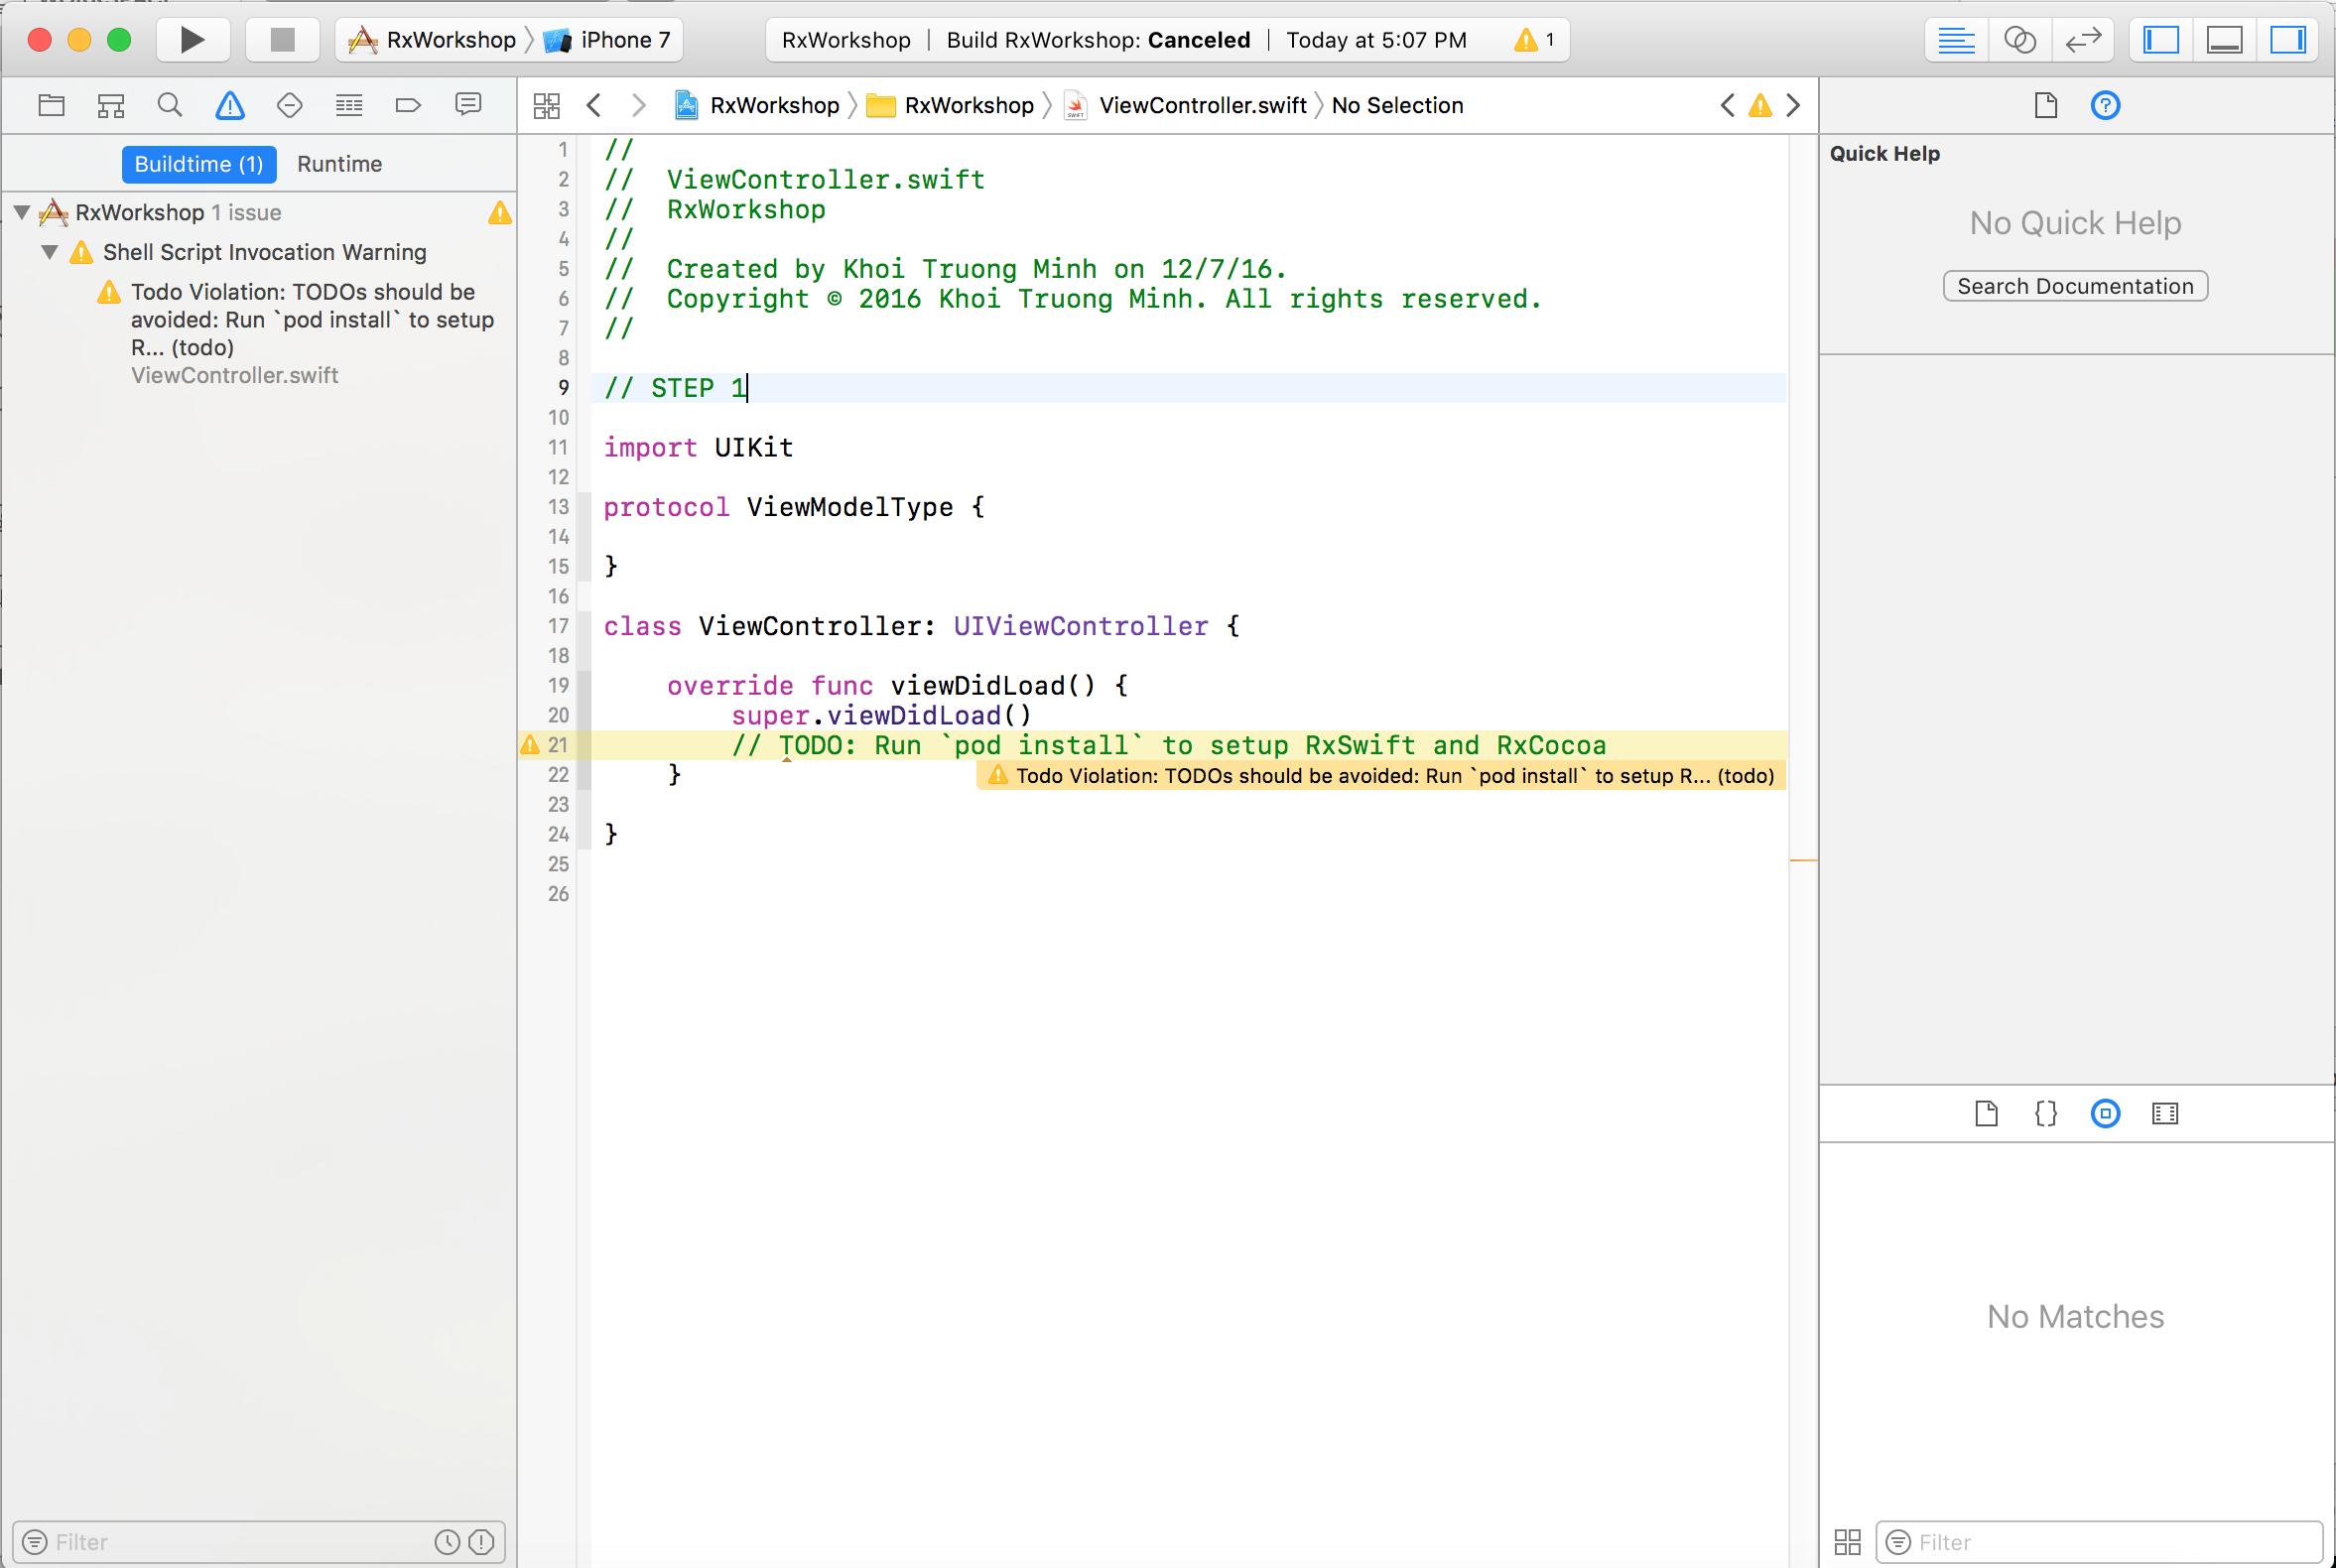 RxWorkshop iPhone 7
RxWorkshop | Build RxWorkshop: Canceled | Today at 5:07 PM 1
RxWorkshop RxWorkshop ViewController.swift No Selection
Buildtime (1) Runtime
RxWorkshop 1 issue
Shell Script Invocation Warning
Todo Violation: TODOs should be
avoided: Run `pod install` to setup
R... (todo)
ViewController.swift
Filter
1 //
2 // ViewController.swift
3 // RxWorkshop
4 //
5 // Created by Khoi Truong Minh on 12/7/16.
6 // Copyright © 2016 Khoi Truong Minh. All rights reserved.
7 //
8
9 // STEP 1
10
11 import UIKit
12
13 protocol ViewModelType {
14
15 }
16
17 class ViewController: UIViewController {
18
19 override func viewDidLoad() {
20 super.viewDidLoad()
21 // TODO: Run `pod install` to setup RxSwift and RxCocoa
22 }
Todo Violation: TODOs should be avoided: Run `pod install` to setup R... (todo)
23
24 }
25
26
Quick Help
No Quick Help
Search Documentation
No Matches
Filter